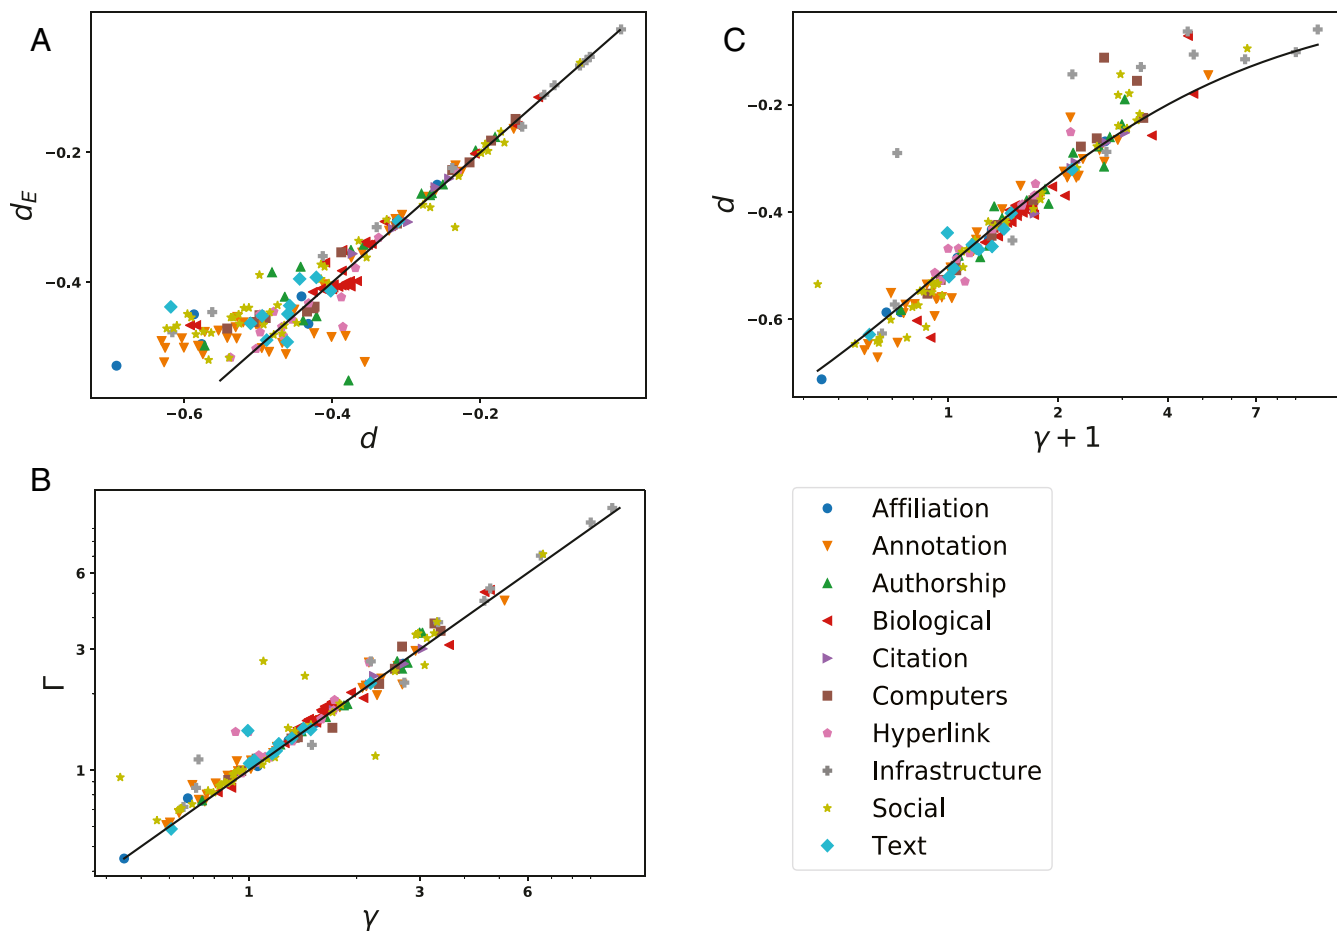 A
d_E
−0.2
−0.4
−0.6
−0.4
−0.2
d
C
d
−0.2
−0.4
−0.6
1
2
4
7
γ + 1
B
Γ
6
3
1
1
3
6
γ
Affiliation
Annotation
Authorship
Biological
Citation
Computers
Hyperlink
Infrastructure
Social
Text